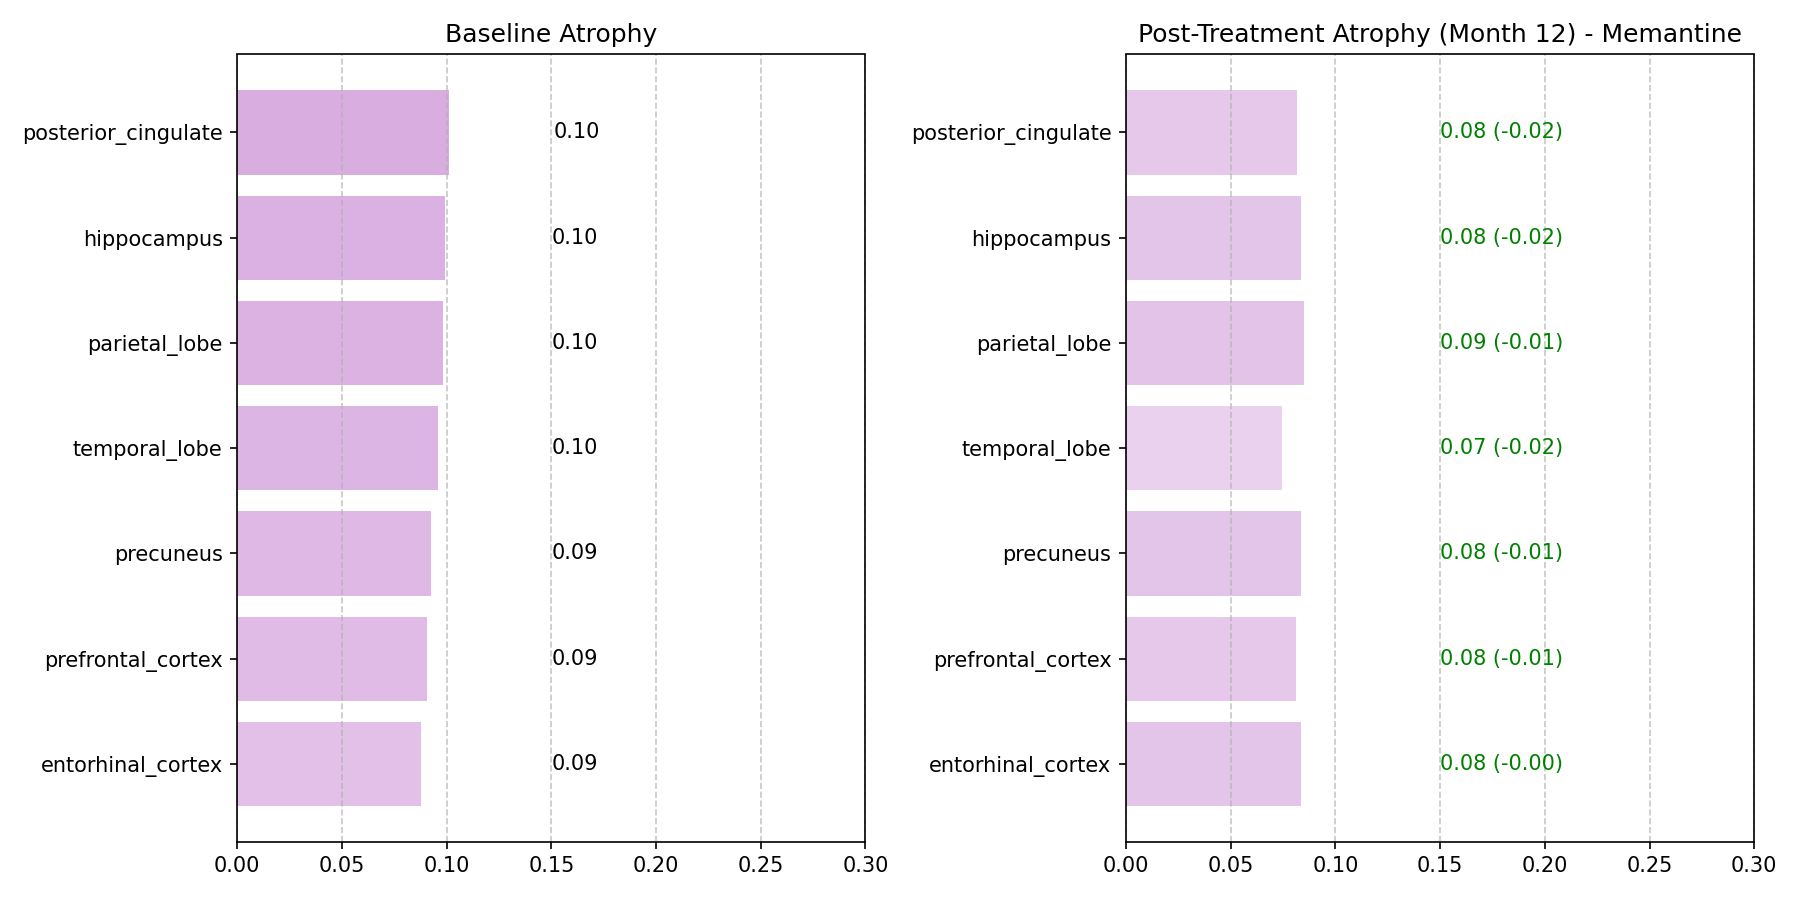 Baseline Atrophy
posterior_cingulate 0.10
hippocampus 0.10
parietal_lobe 0.10
temporal_lobe 0.10
precuneus 0.09
prefrontal_cortex 0.09
entorhinal_cortex 0.09
0.00 0.05 0.10 0.15 0.20 0.25 0.30
Post-Treatment Atrophy (Month 12) - Memantine
posterior_cingulate 0.08 (-0.02)
hippocampus 0.08 (-0.02)
parietal_lobe 0.09 (-0.01)
temporal_lobe 0.07 (-0.02)
precuneus 0.08 (-0.01)
prefrontal_cortex 0.08 (-0.01)
entorhinal_cortex 0.08 (-0.00)
0.00 0.05 0.10 0.15 0.20 0.25 0.30